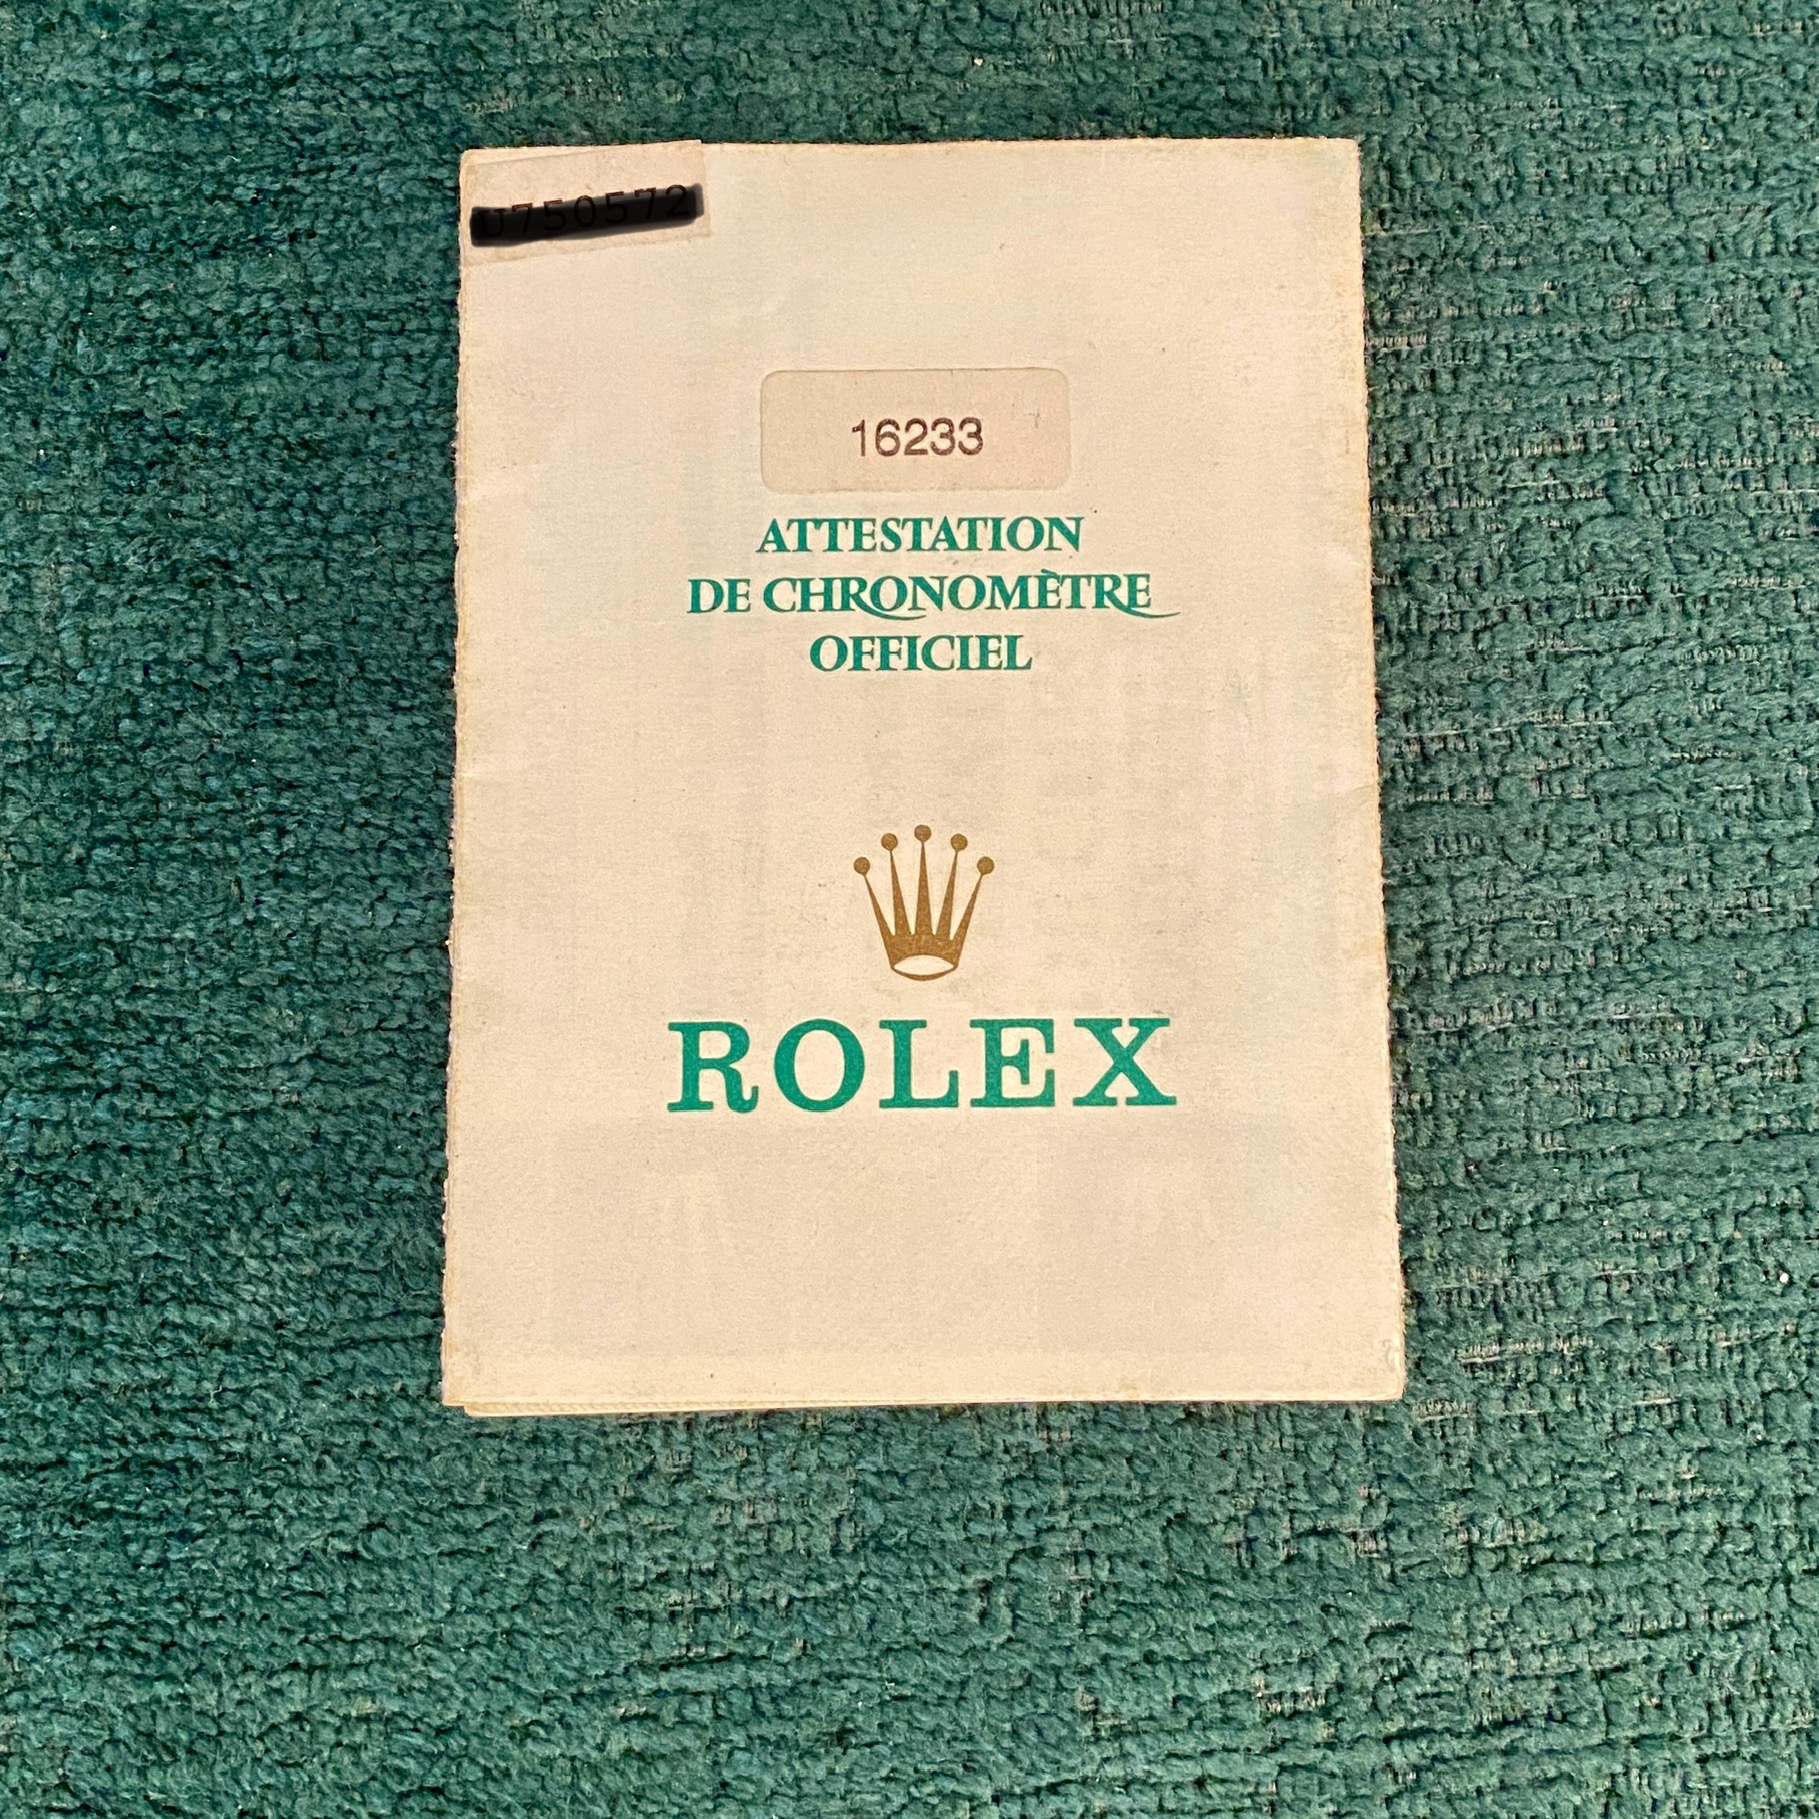 16233
ATTESTATION
DE CHRONOMÈTRE
OFFICIEL
ROLEX